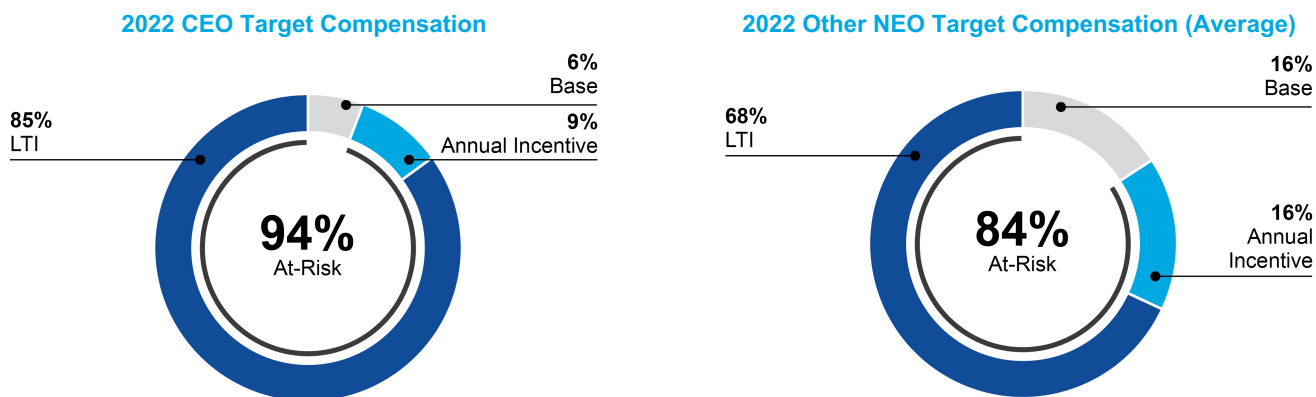 2022 CEO Target Compensation
6%
Base
85%
LTI
9%
Annual Incentive
94%
At-Risk
2022 Other NEO Target Compensation (Average)
16%
Base
68%
LTI
16%
Annual
Incentive
84%
At-Risk